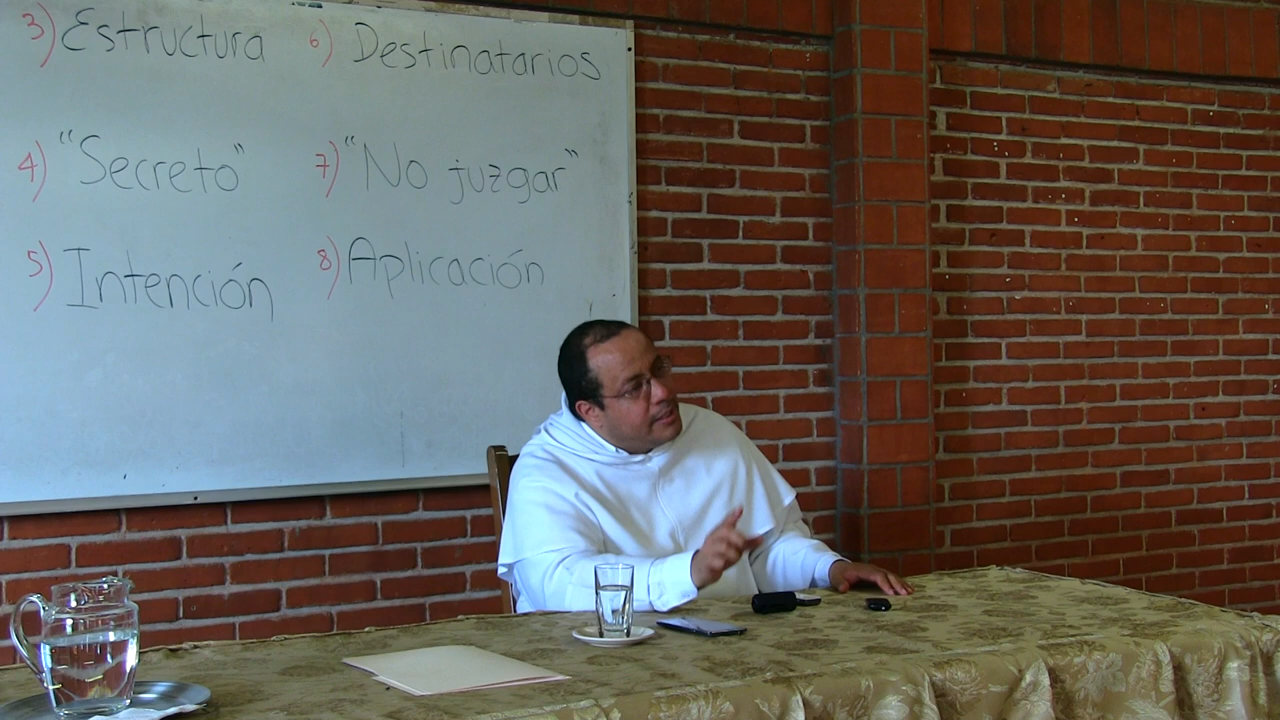 3) Estructura
4) "Secreto"
5) Intención
6) Destinatarios
7) "No juzgar"
8) Aplicación